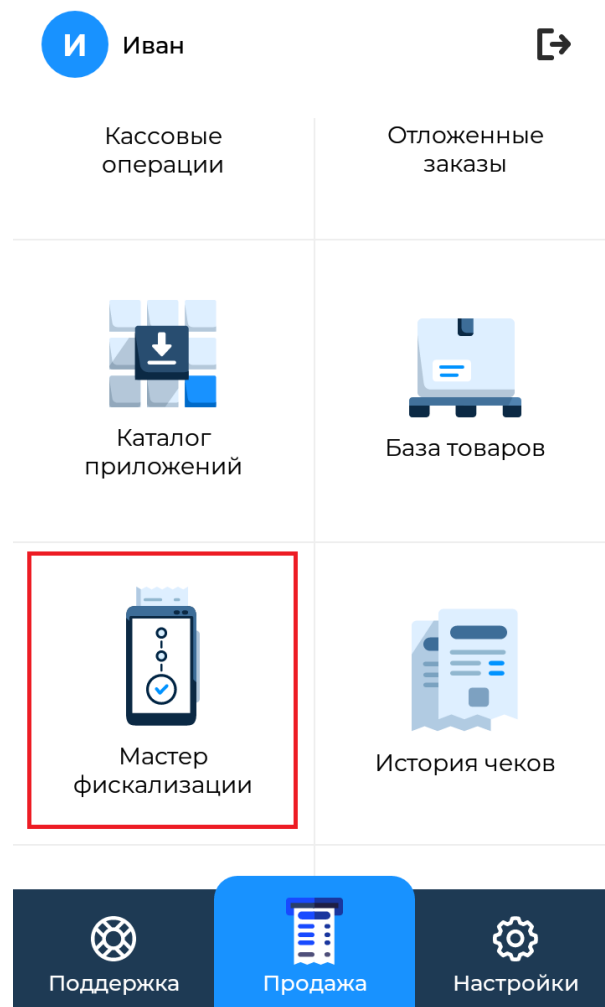 И Иван
Кассовые
операции
Отложенные
заказы
Каталог
приложений
База товаров
Мастер
фискализации
История чеков
Поддержка
Продажа
Настройки